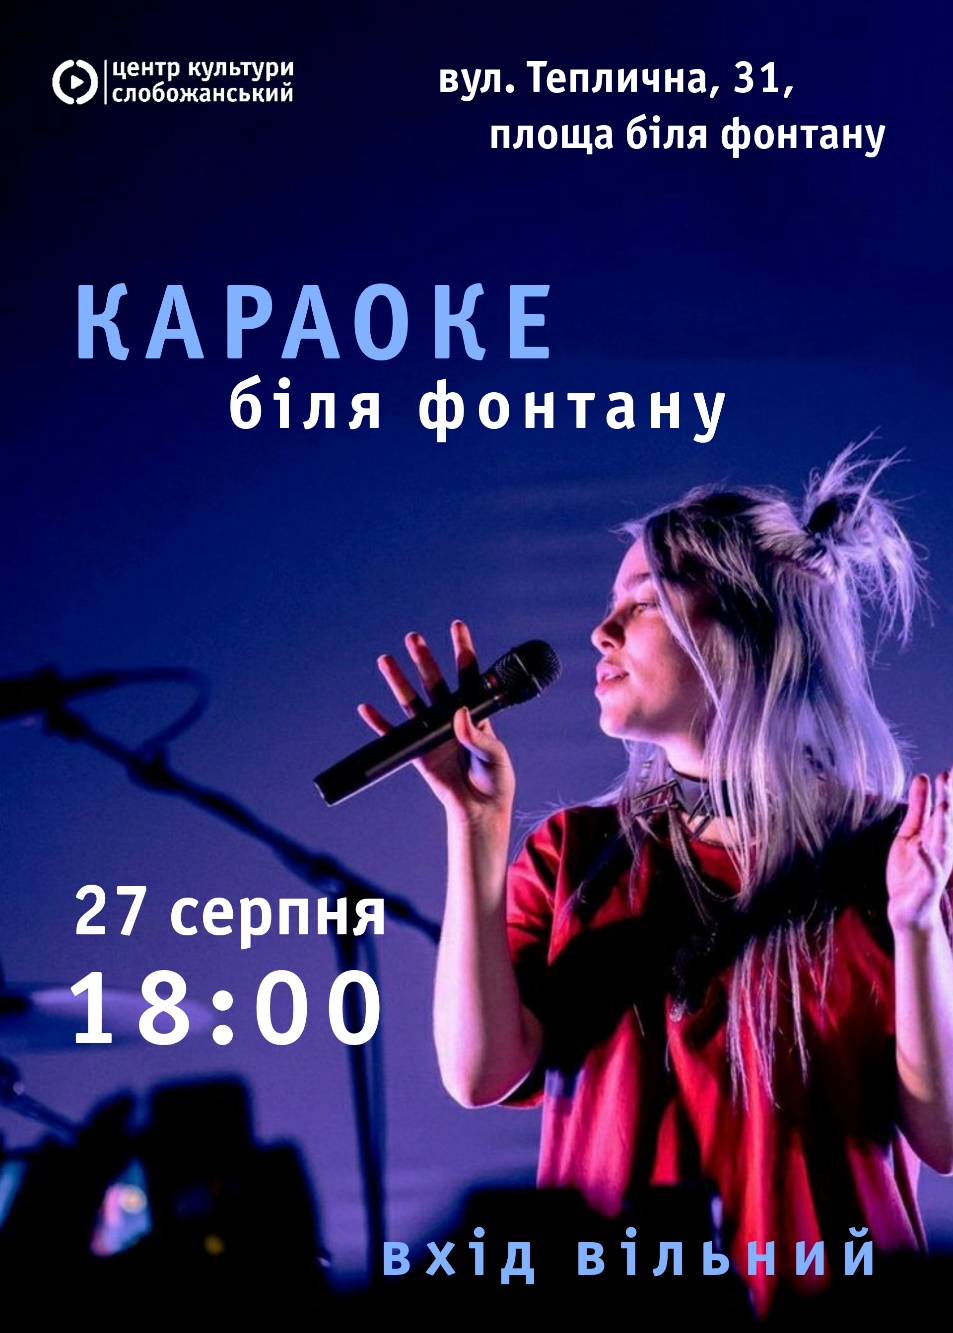 центр культури
слобожанський
вул. Теплична, 31,
площа біля фонтану
КАРАОКЕ
біля фонтану
27 серпня
18:00
вхід вільний